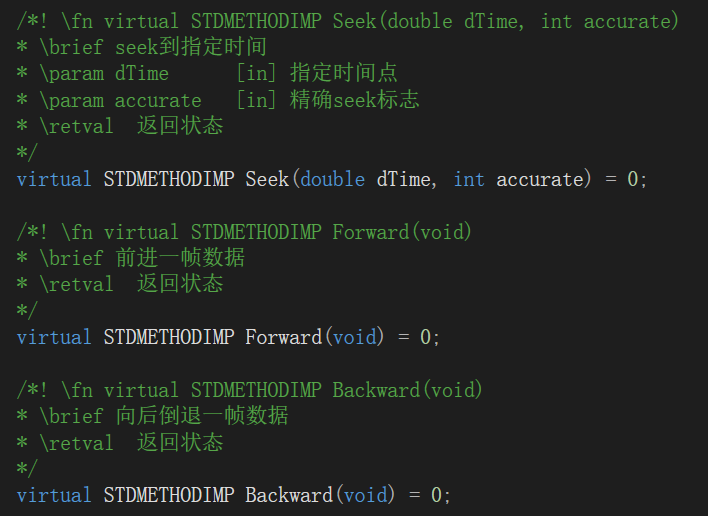 /*! \fn virtual STDMETHODIMP Seek(double dTime, int accurate)
* \brief seek到指定时间
* \param dTime      [in] 指定时间点
* \param accurate   [in] 精确seek标志
* \retval  返回状态
*/
virtual STDMETHODIMP Seek(double dTime, int accurate) = 0;

/*! \fn virtual STDMETHODIMP Forward(void)
* \brief 前进一帧数据
* \retval  返回状态
*/
virtual STDMETHODIMP Forward(void) = 0;

/*! \fn virtual STDMETHODIMP Backward(void)
* \brief 向后倒退一帧数据
* \retval  返回状态
*/
virtual STDMETHODIMP Backward(void) = 0;